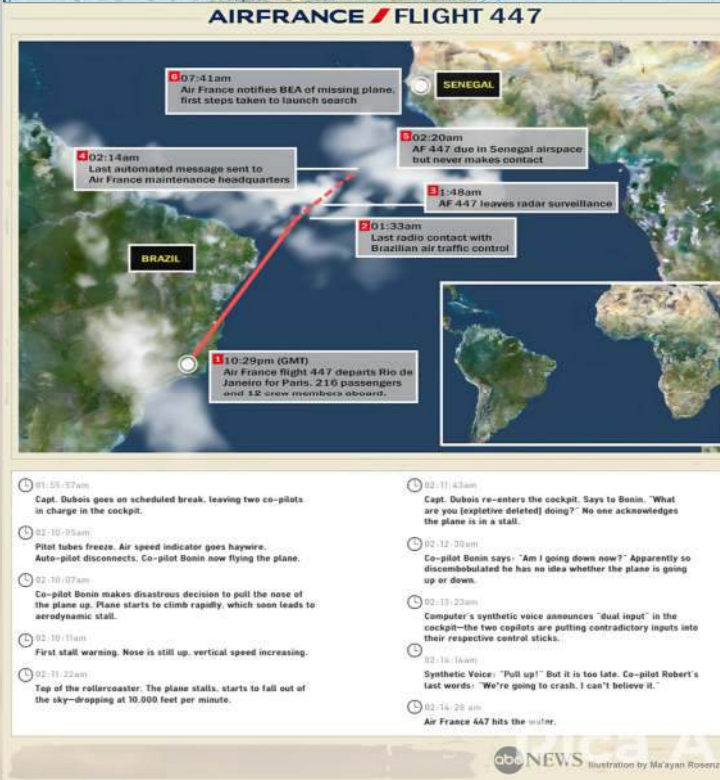 AIRFRANCE FLIGHT 447
6 07:41am
Air France notifies BEA of missing plane,
first steps taken to launch search
SENEGAL
5 02:20am
AF 447 due in Senegal airspace
but never makes contact
4 02:14am
Last automated message sent to
Air France maintenance headquarters
3 1:48am
AF 447 leaves radar surveillance
2 01:33am
Last radio contact with
Brazilian air traffic control
BRAZIL
1 10:29pm (GMT)
Air France flight 447 departs Rio de
Janeiro for Paris. 216 passengers
and 12 crew members aboard.
01:55:57am
Capt. Dubois goes on scheduled break, leaving two co-pilots
in charge in the cockpit.
02:10:05am
Pitot tubes freeze. Air speed indicator goes haywire.
Auto-pilot disconnects. Co-pilot Bonin now flying the plane.
02:10:07am
Co-pilot Bonin makes disastrous decision to pull the nose of
the plane up. Plane starts to climb rapidly, which soon leads to
aerodynamic stall.
02:10:11am
First stall warning. Nose is still up, vertical speed increasing.
02:11:22am
Top of the rollercoaster. The plane stalls, starts to fall out of
the sky—dropping at 10,000 feet per minute.
02:11:43am
Capt. Dubois re-enters the cockpit. Says to Bonin, "What
are you (expletive deleted) doing?" No one acknowledges
the plane is in a stall.
02:12:30am
Co-pilot Bonin says: "Am I going down now?" Apparently so
discombobulated he has no idea whether the plane is going
up or down.
02:13:23am
Computer's synthetic voice announces "dual input" in the
cockpit—the two copilots are putting contradictory inputs into
their respective control sticks.
02:14:14am
Synthetic Voice: "Pull up!" But it is too late. Co-pilot Robert's
last words: "We're going to crash. I can't believe it."
02:14:28 am
Air France 447 hits the water.
abc NEWS Illustration by Ma'ayan Rosenz